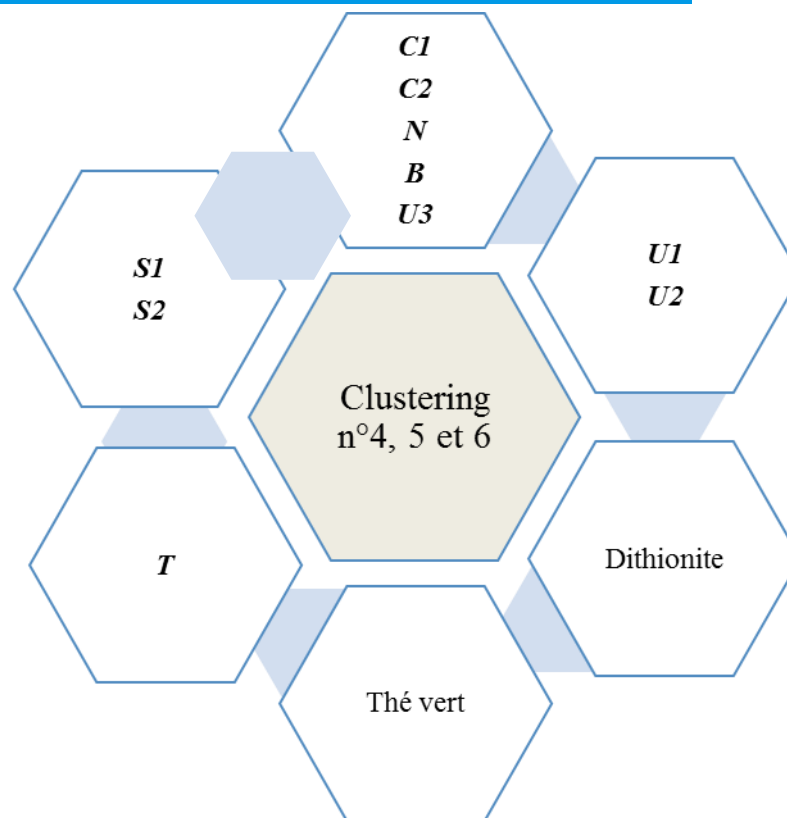 C1
C2
N
B
U3
U1
U2
S1
S2
Clustering
n°4, 5 et 6
Dithionite
T
Thé vert